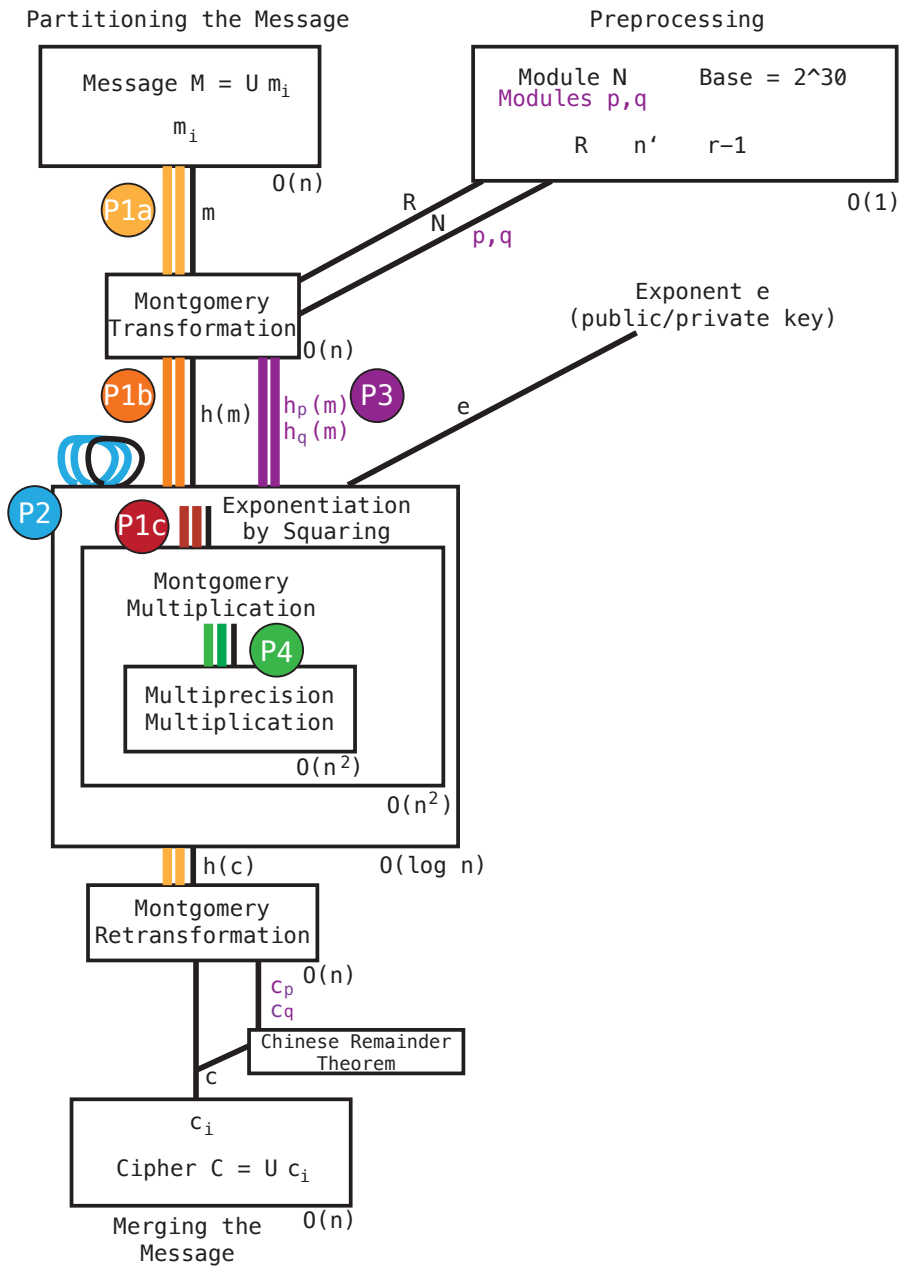 Partitioning the Message
Preprocessing
Message M = U mᵢ
mᵢ
O(n)
Module N Base = 2^30
Modules p,q
R n‘ r−1
O(1)
P1a
m
R
N
p,q
Montgomery
Transformation
O(n)
Exponent e
(public/private key)
P1b
h(m)
hₚ(m)
h_q(m)
P3
e
P2
P1c
Exponentiation
by Squaring
Montgomery
Multiplication
P4
Multiprecision
Multiplication
O(n²)
O(n²)
O(log n)
h(c)
Montgomery
Retransformation
O(n)
cₚ
c_q
Chinese Remainder
Theorem
c
cᵢ
Cipher C = U cᵢ
O(n)
Merging the
Message